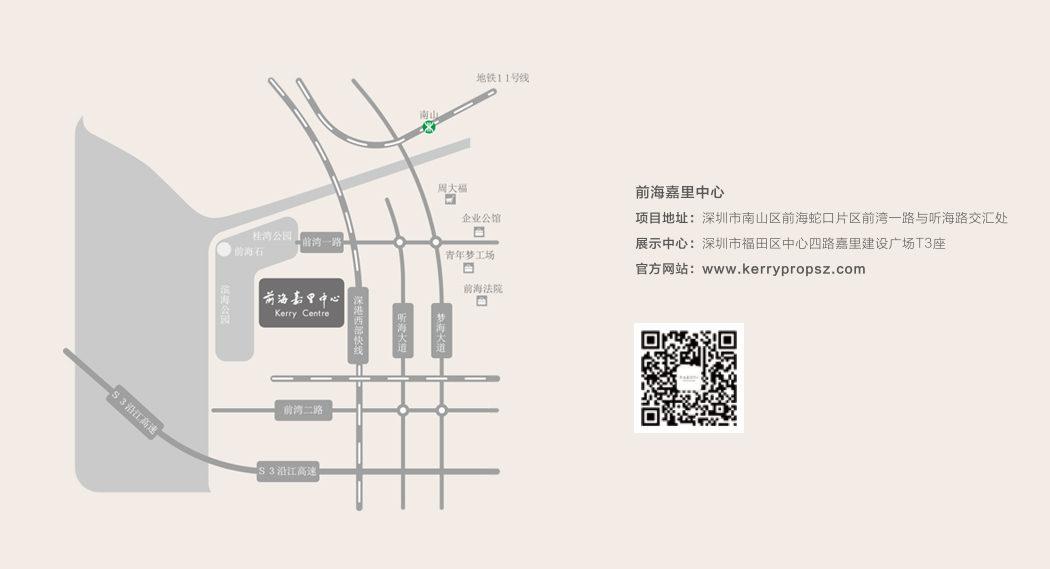 地铁11号线
南山
周大福
企业公馆
桂湾公园
前湾一路
前海石
青年梦工场
前海法院
滨海公园
前海嘉里中心
Kerry Centre
深港西部快线
听海大道
梦海大道
S3沿江高速
前湾二路
S3沿江高速
前海嘉里中心
项目地址：深圳市南山区前海蛇口片区前湾一路与听海路交汇处
展示中心：深圳市福田区中心四路嘉里建设广场T3座
官方网站：www.kerrypropsz.com